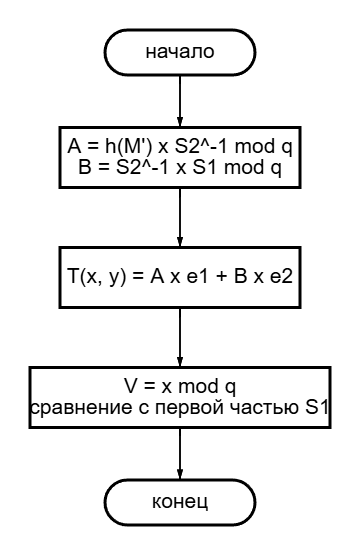 начало
A = h(M') x S2^-1 mod q
B = S2^-1 x S1 mod q
T(x, y) = A x e1 + B x e2
V = x mod q
сравнение с первой частью S1
конец